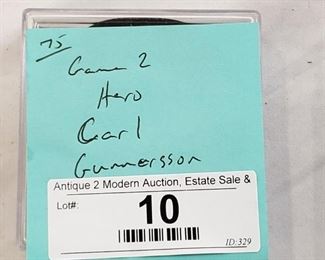 75
Game 2
Hero
Carl
Gunnersson
Antique 2 Modern Auction, Estate Sale &
Lot#:
10
ID:329